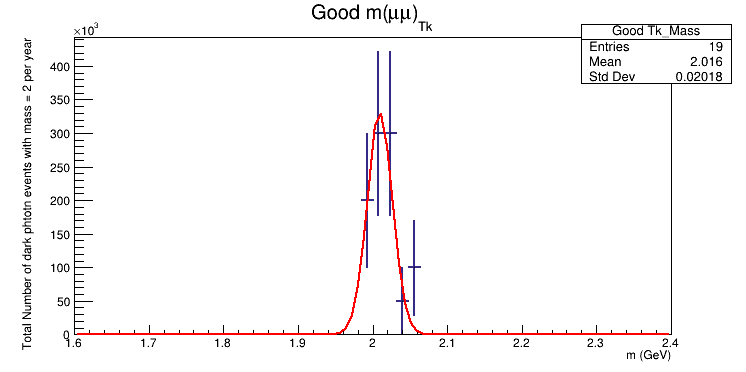 Good m(μμ)Tk
×10³
Good Tk_Mass
Entries 19
Mean 2.016
Std Dev 0.02018
Total Number of dark phtotn events with mass = 2 per year
400
350
300
250
200
150
100
50
0
1.6 1.7 1.8 1.9 2 2.1 2.2 2.3 2.4
m (GeV)